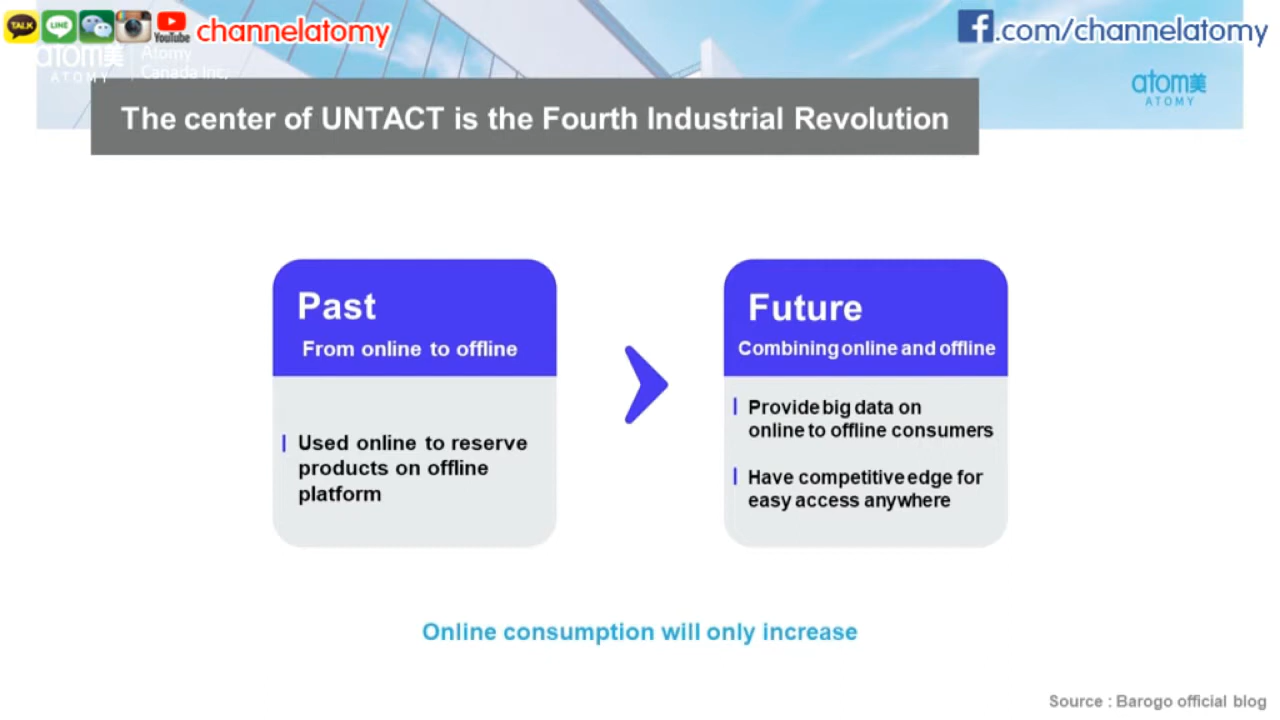 TALK
LINE
YouTube
channelatomy
.com/channelatomy
atom美
ATOMY
Atomy
Canada Inc.
atom美
ATOMY
The center of UNTACT is the Fourth Industrial Revolution
Past
From online to offline
Used online to reserve
products on offline
platform
Future
Combining online and offline
Provide big data on
online to offline consumers
Have competitive edge for
easy access anywhere
Online consumption will only increase
Source : Barogo official blog